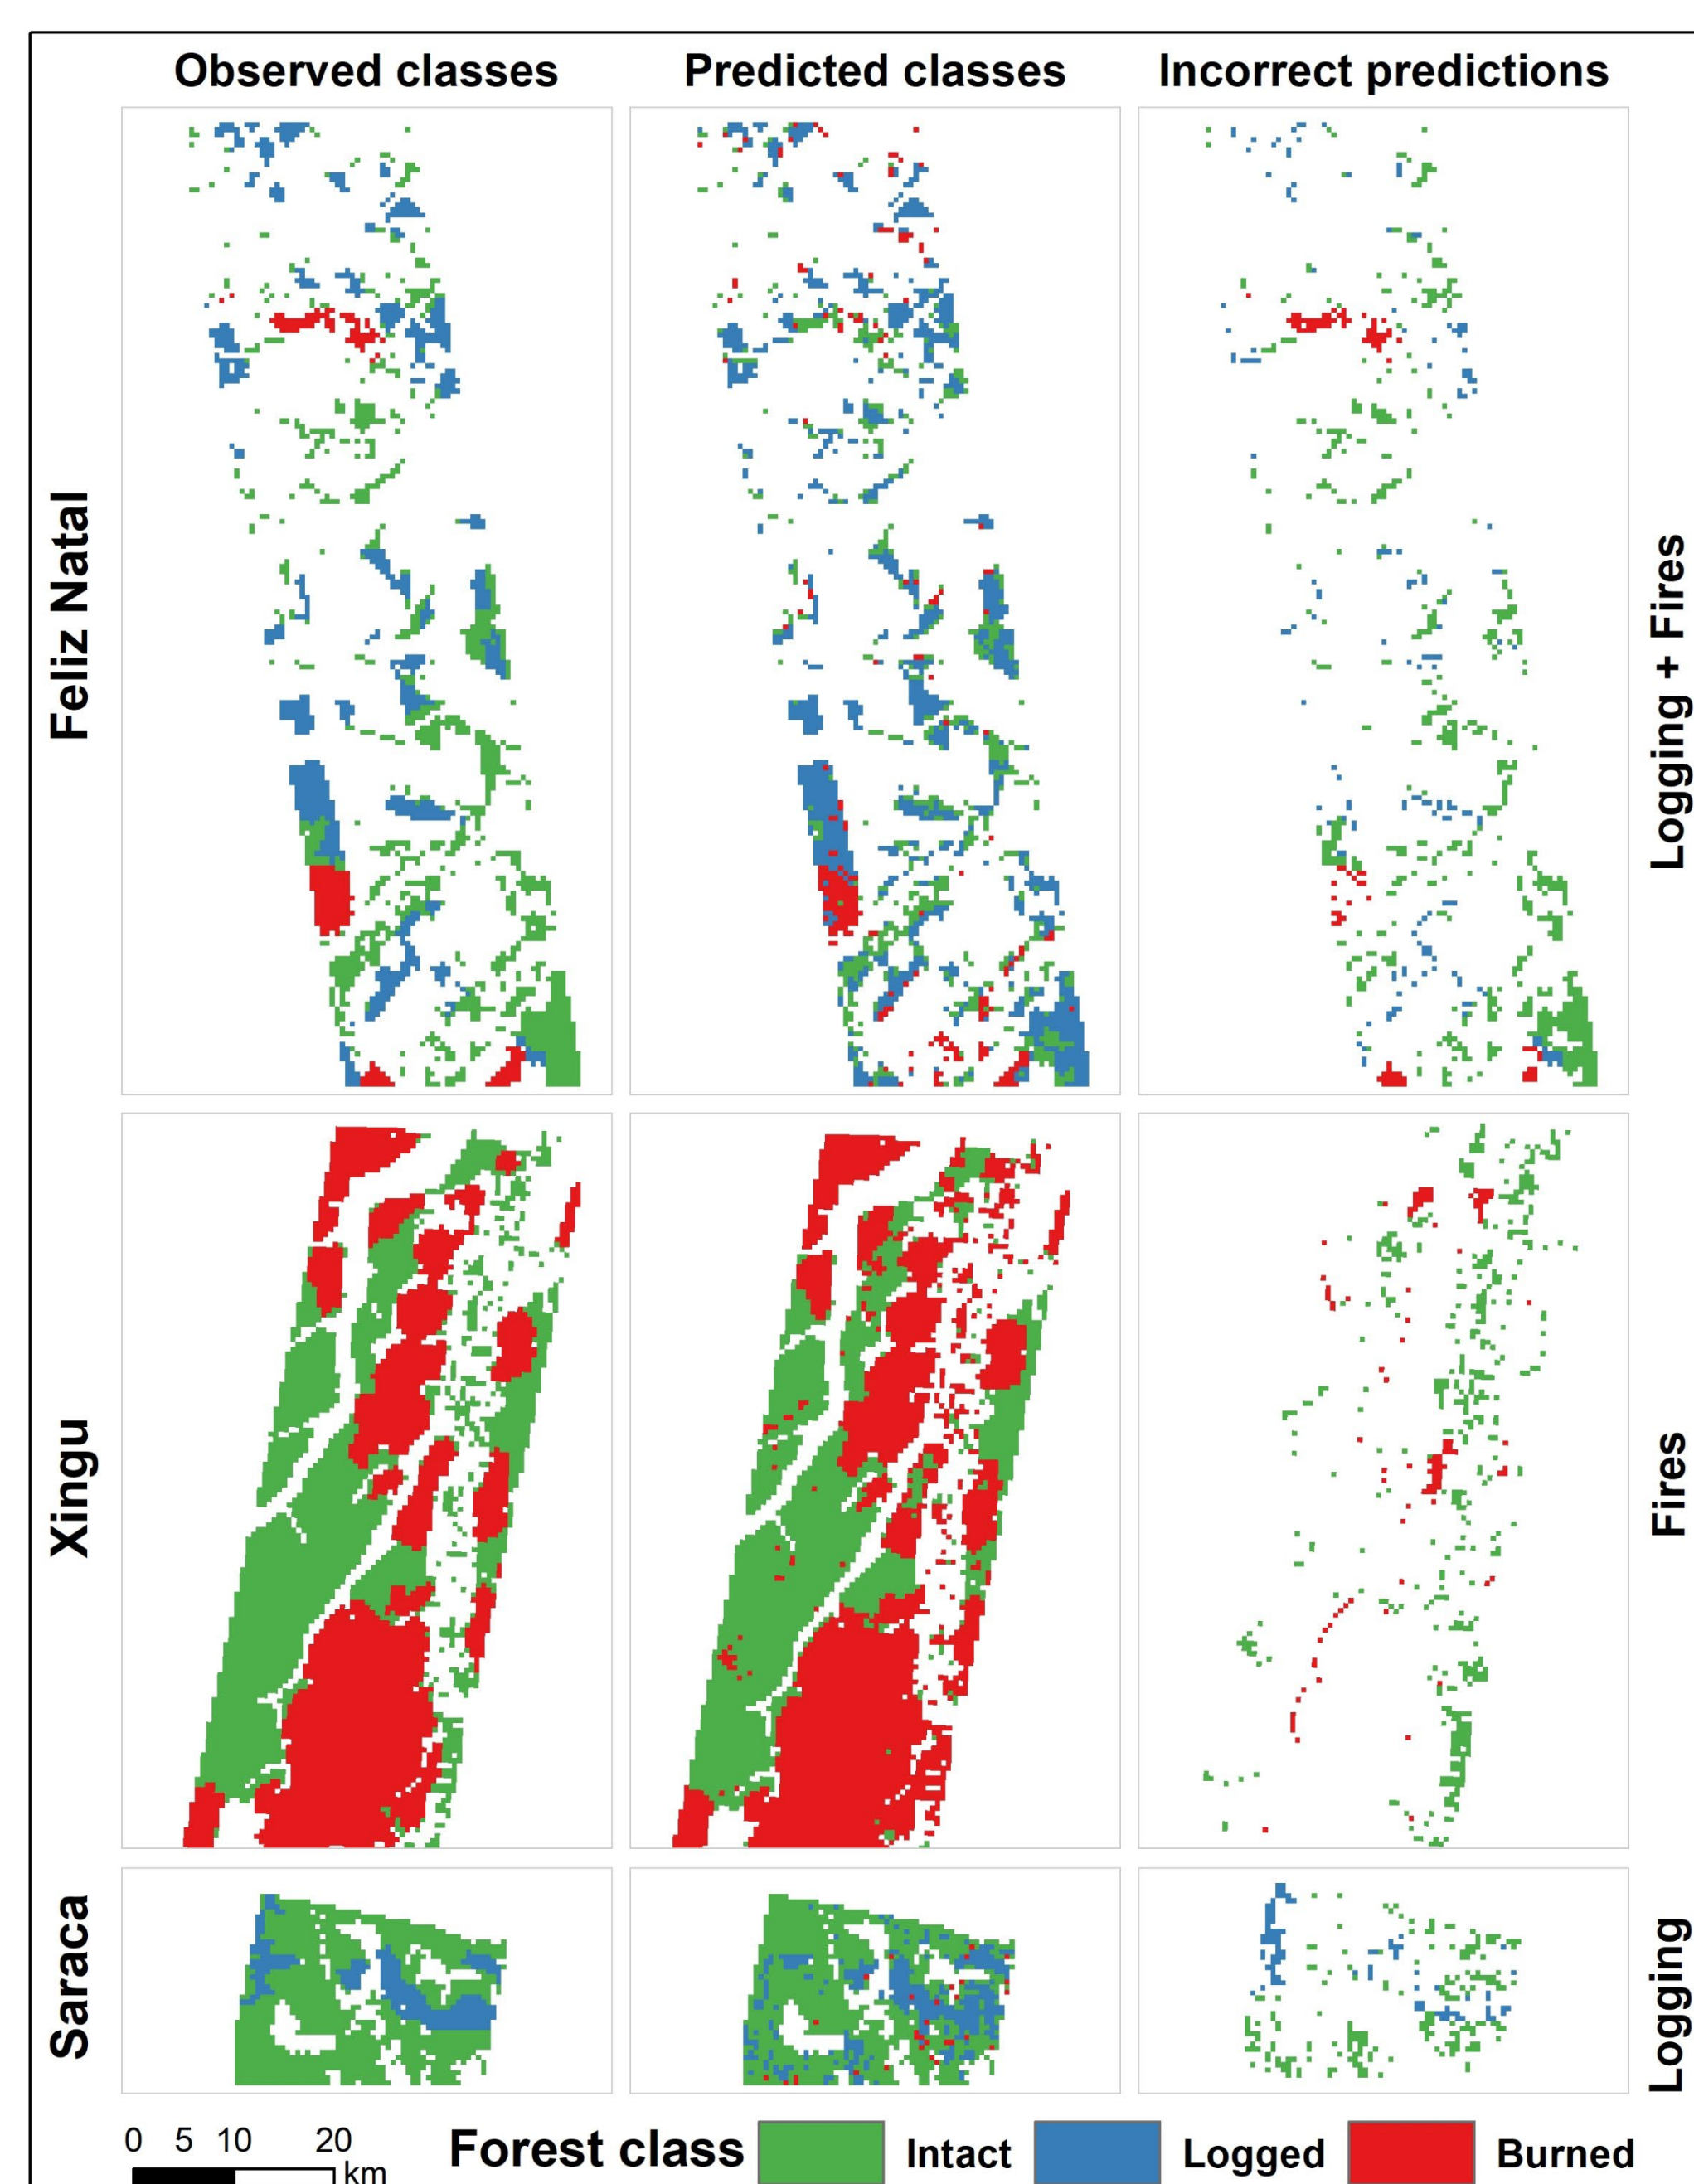 Observed classes Predicted classes Incorrect predictions
Feliz Natal
Logging + Fires
Xingu
Fires
Saraca
Logging
0 5 10 20
km
Forest class Intact Logged Burned